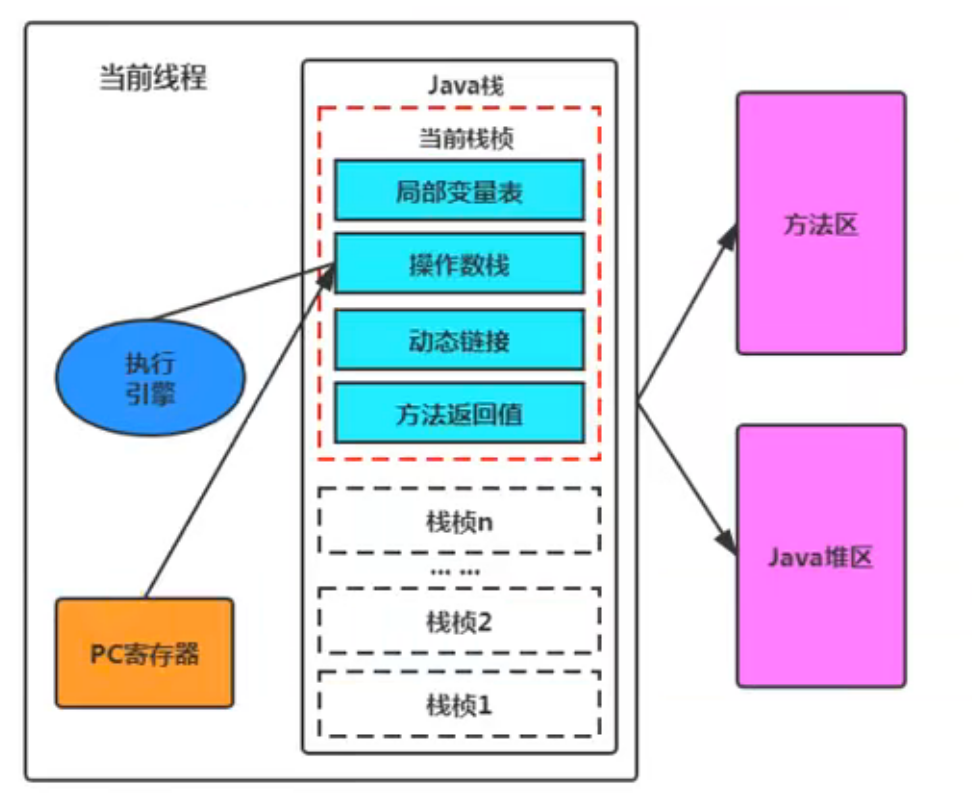 当前线程
Java栈
当前栈桢
局部变量表
操作数栈
动态链接
方法返回值
栈桢n
... ...
栈桢2
栈桢1
执行
引擎
PC寄存器
方法区
Java堆区